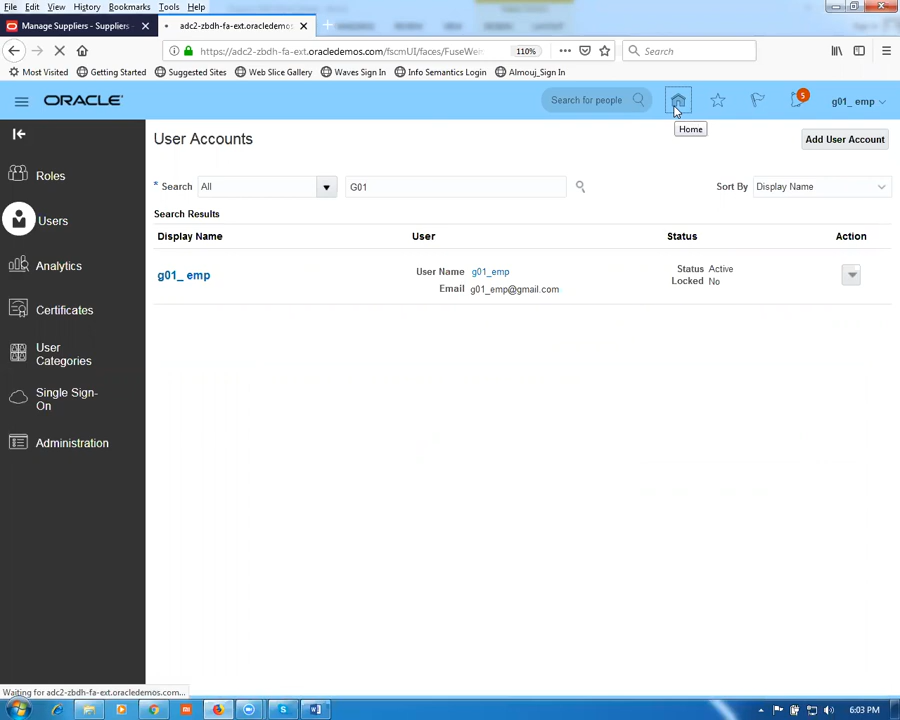 File Edit View History Bookmarks Tools Help
Manage Suppliers - Suppliers
adc2-zbdh-fa-ext.oracledemos.
https://adc2-zbdh-fa-ext.oracledemos.com/fscmUI/faces/FuseWel
110%
Search
Most Visited Getting Started Suggested Sites Web Slice Gallery Waves Sign In Info Semantics Login Almouj_Sign In
ORACLE
Search for people
5
g01_ emp
Home
User Accounts
Add User Account
* Search All G01
Sort By Display Name
Roles
Users
Analytics
Certificates
User
Categories
Single Sign-
On
Administration
Search Results
Display Name User Status Action
g01_ emp
User Name g01_emp
Email g01_emp@gmail.com
Status Active
Locked No
Waiting for adc2-zbdh-fa-ext.oracledemos.com...
6:03 PM